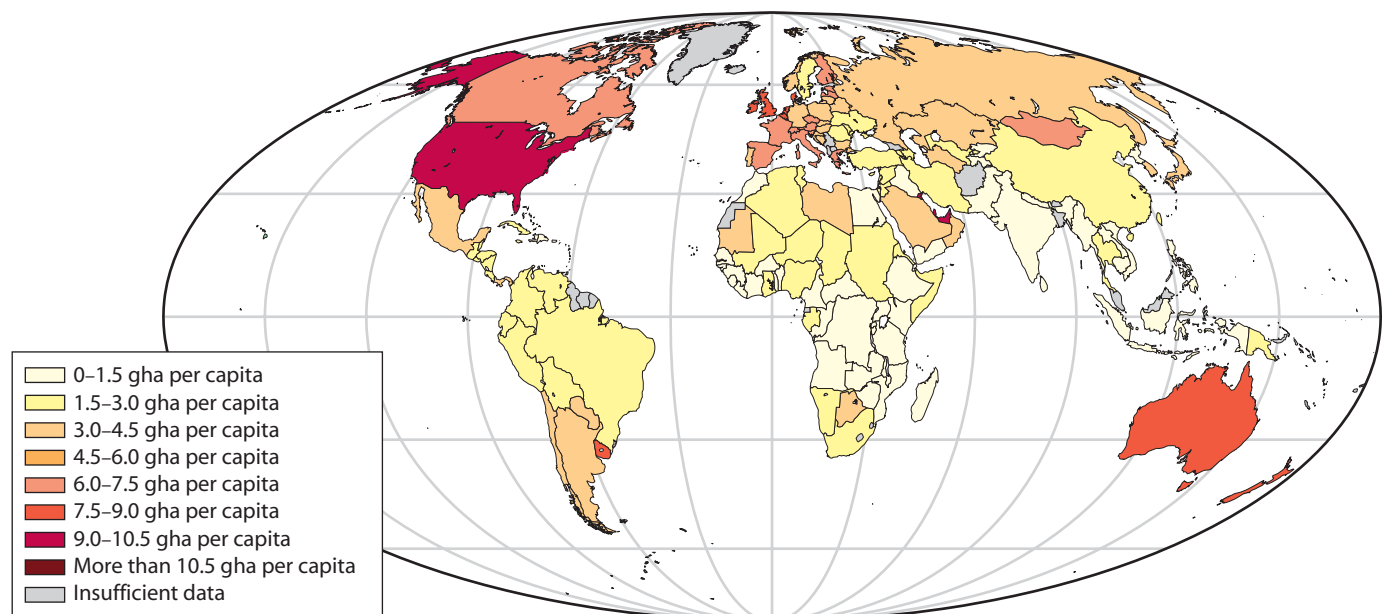 0–1.5 gha per capita
1.5–3.0 gha per capita
3.0–4.5 gha per capita
4.5–6.0 gha per capita
6.0–7.5 gha per capita
7.5–9.0 gha per capita
9.0–10.5 gha per capita
More than 10.5 gha per capita
Insufficient data